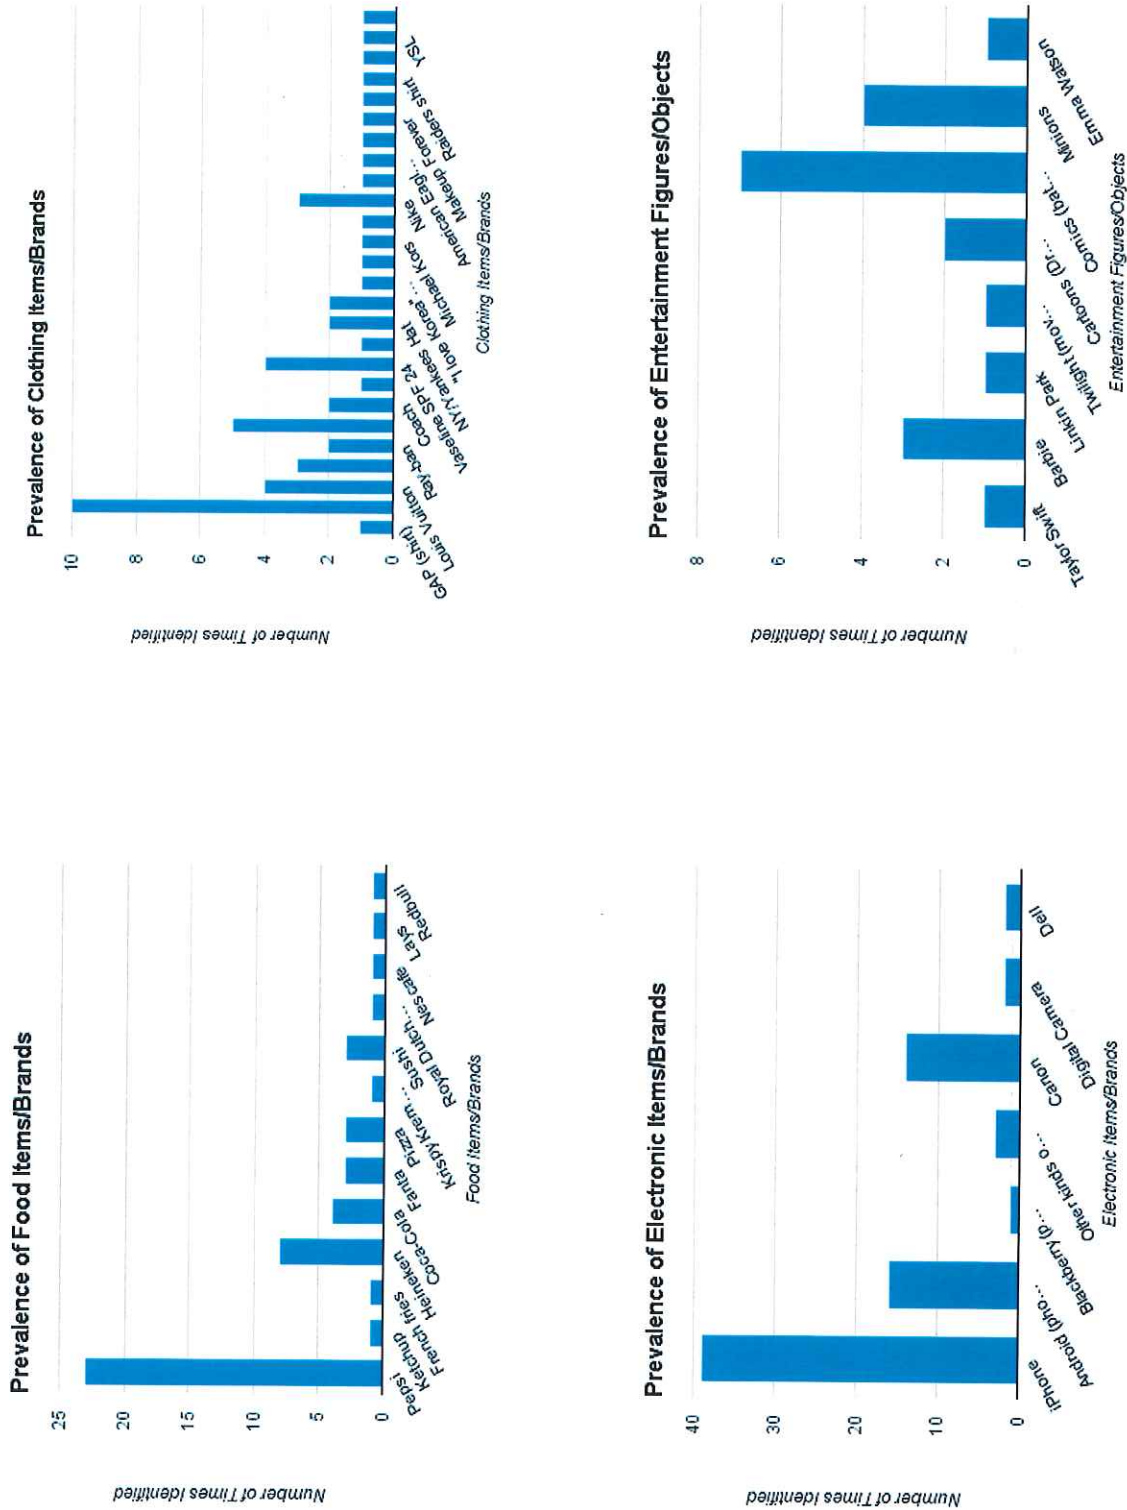 Prevalence of Food Items/Brands
Number of Times Identified
25
20
15
10
5
0
Pepsi
Ketchup
French fries
Heineken
Coca-Cola
Fanta
Pizza
Krispy Krem...
Sushi
Royal Dutch...
Nes cafe
Lays
Redbull
Food Items/Brands
Prevalence of Clothing Items/Brands
Number of Times Identified
10
8
6
4
2
0
GAP (shirt)
Louis Vuitton
Ray-ban
Coach
Vaseline SPF 24
NY/Yankees Hat
"I love Korea" ...
Michael Kors
Nike
American Eagl...
Makeup Forever
Raiders shirt
YSL
Clothing Items/Brands
Prevalence of Electronic Items/Brands
Number of Times Identified
40
30
20
10
0
iPhone
Android (pho...
Blackberry (p...
Other kinds o...
Canon
Digital Camera
Dell
Electronic Items/Brands
Prevalence of Entertainment Figures/Objects
Number of Times Identified
8
6
4
2
0
Taylor Swift
Barbie
Linkin Park
Twilight (mov...
Cartoons (Dr...
Comics (bat...
Minions
Emma Watson
Entertainment Figures/Objects